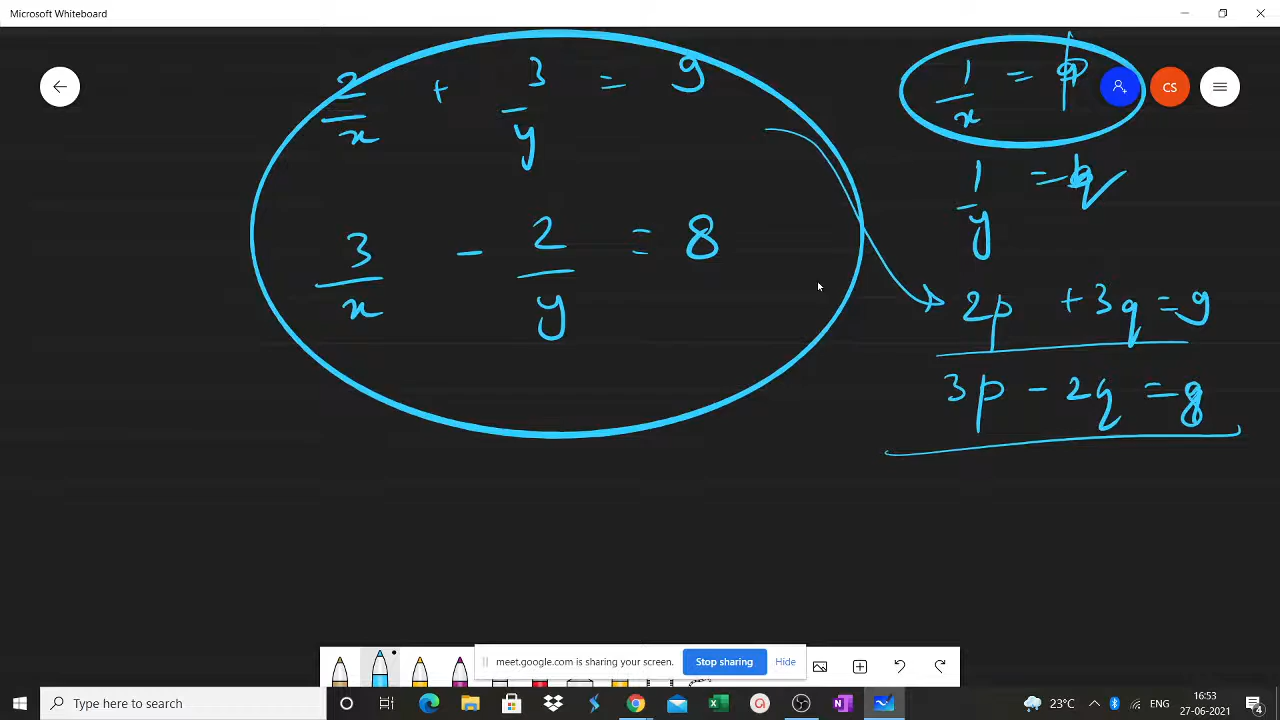 Microsoft Whiteboard
2/x + 3/y = 9
3/x - 2/y = 8
1/x = p
1/y = q
2p + 3q = 9
3p - 2q = 8
CS
meet.google.com is sharing your screen.
Stop sharing
Hide
Type here to search
23°C
ENG
16:53
27-06-2021
4